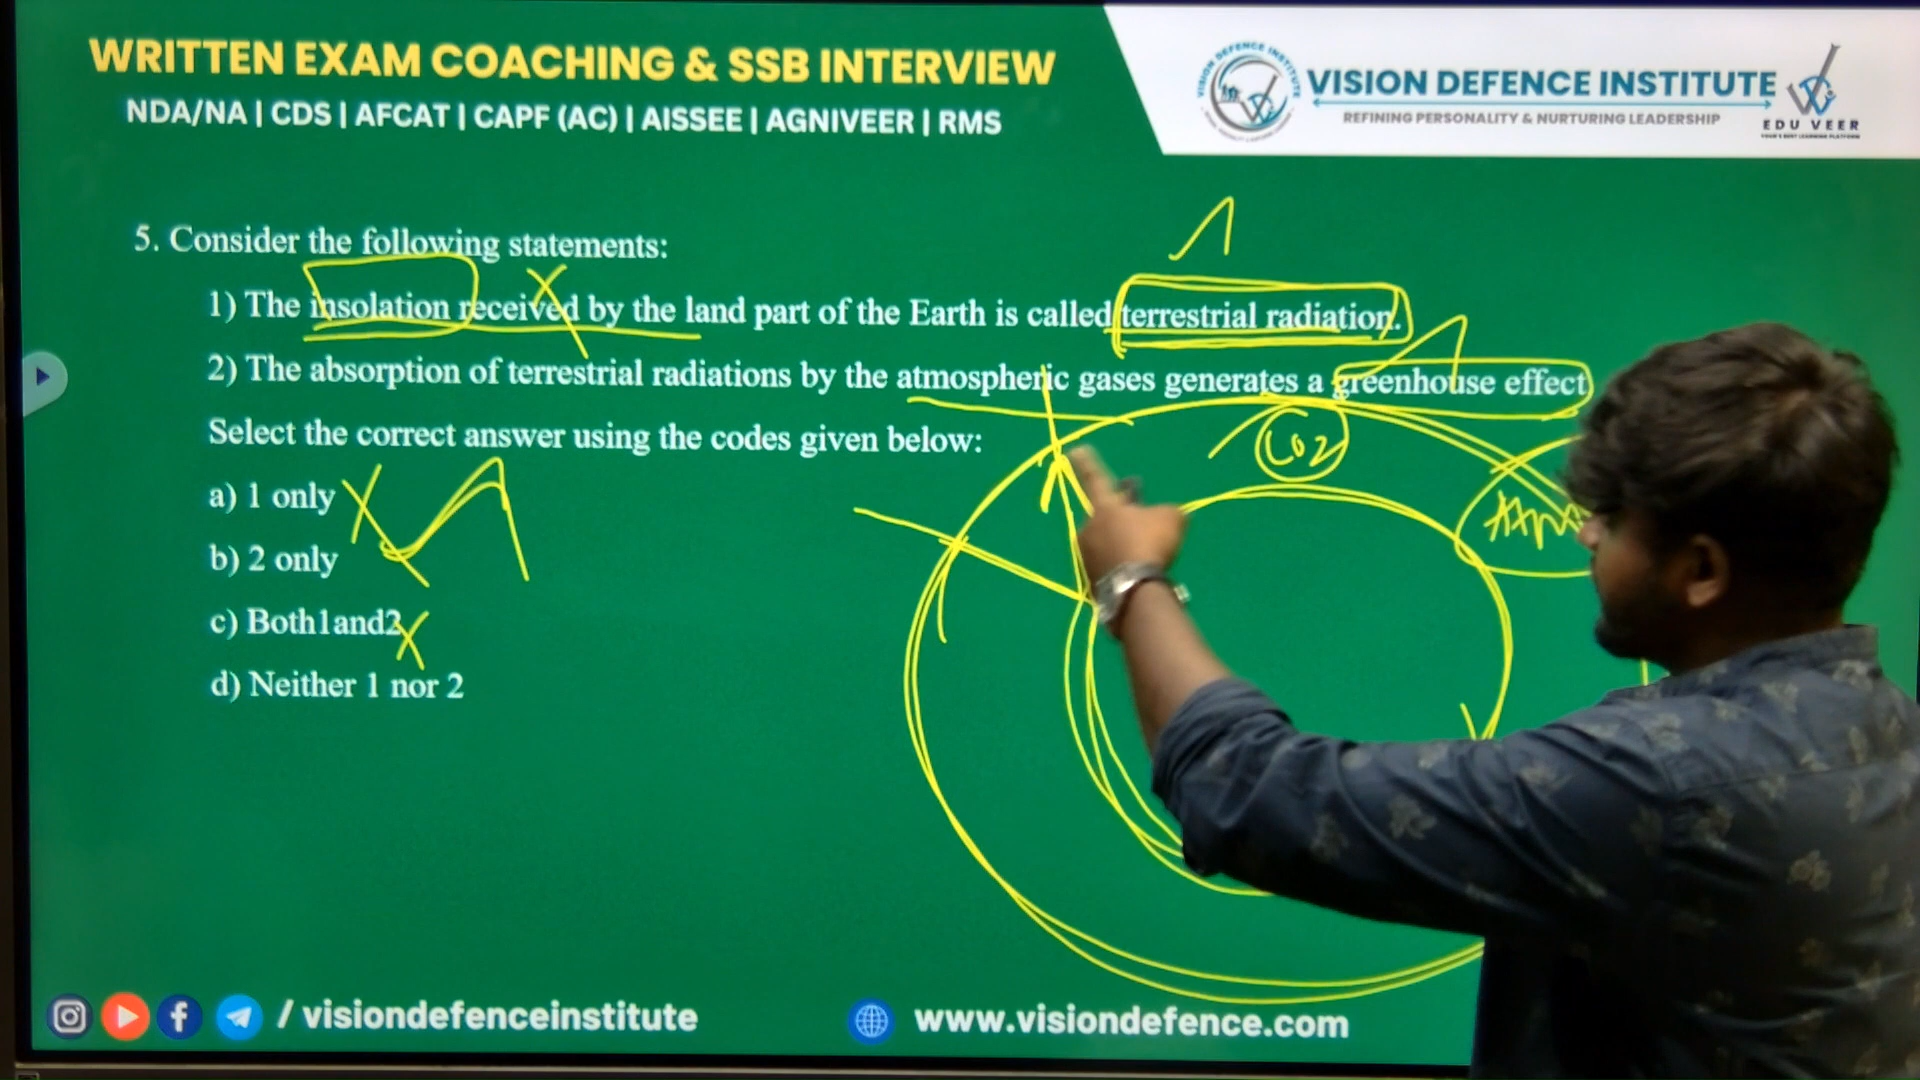 WRITTEN EXAM COACHING & SSB INTERVIEW
NDA/NA | CDS | AFCAT | CAPF (AC) | AISSEE | AGNIVEER | RMS
VISION DEFENCE INSTITUTE
REFINING PERSONALITY & NURTURING LEADERSHIP
EDU VEER
5. Consider the following statements:
1) The insolation received by the land part of the Earth is called terrestrial radiation.
2) The absorption of terrestrial radiations by the atmospheric gases generates a greenhouse effect
Select the correct answer using the codes given below:
CO2
a) 1 only
b) 2 only
c) Both1and2
d) Neither 1 nor 2
/ visiondefenceinstitute
www.visiondefence.com